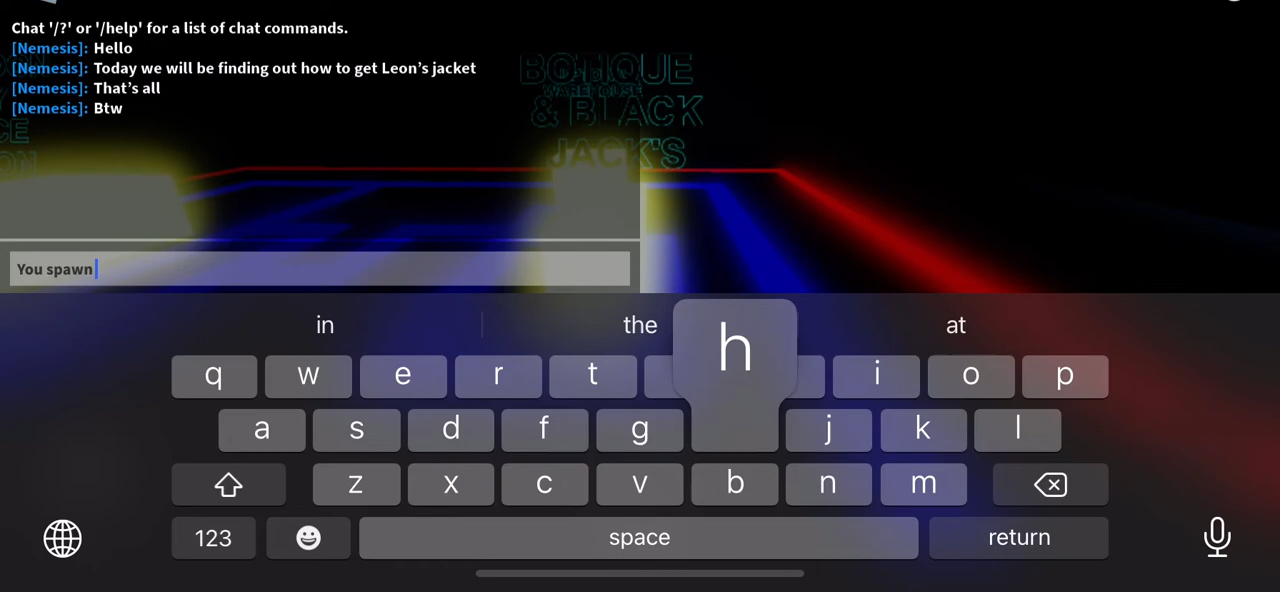 Chat '/?' or '/help' for a list of chat commands.
[Nemesis]: Hello
[Nemesis]: Today we will be finding out how to get Leon’s jacket
[Nemesis]: That’s all
[Nemesis]: Btw
BOTIQUE
WAREHOUSE
& BLACK
JACK'S
You spawn
in the at
h
q w e r t i o p
a s d f g j k l
z x c v b n m
123 space return